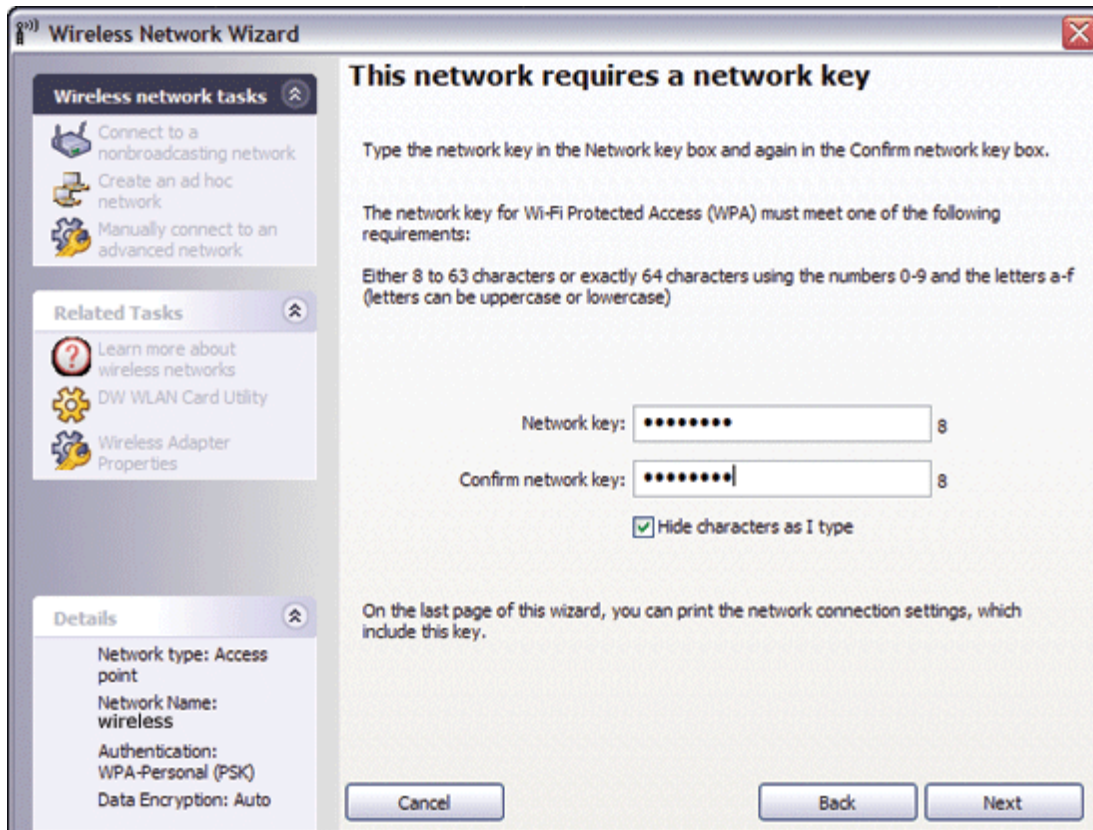 Wireless Network Wizard
Wireless network tasks
Connect to a
nonbroadcasting network
Create an ad hoc
network
Manually connect to an
advanced network
Related Tasks
Learn more about
wireless networks
DW WLAN Card Utility
Wireless Adapter
Properties
Details
Network type: Access
point
Network Name:
wireless
Authentication:
WPA-Personal (PSK)
Data Encryption: Auto
This network requires a network key
Type the network key in the Network key box and again in the Confirm network key box.
The network key for Wi-Fi Protected Access (WPA) must meet one of the following
requirements:
Either 8 to 63 characters or exactly 64 characters using the numbers 0-9 and the letters a-f
(letters can be uppercase or lowercase)
Network key: •••••••• 8
Confirm network key: •••••••• 8
Hide characters as I type
On the last page of this wizard, you can print the network connection settings, which
include this key.
Cancel Back Next